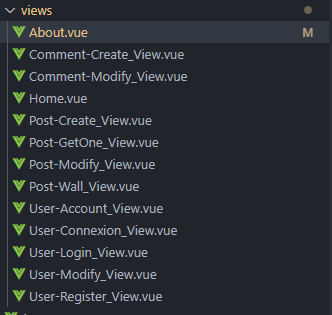 views
About.vue M
Comment-Create_View.vue
Comment-Modify_View.vue
Home.vue
Post-Create_View.vue
Post-GetOne_View.vue
Post-Modify_View.vue
Post-Wall_View.vue
User-Account_View.vue
User-Connexion_View.vue
User-Login_View.vue
User-Modify_View.vue
User-Register_View.vue